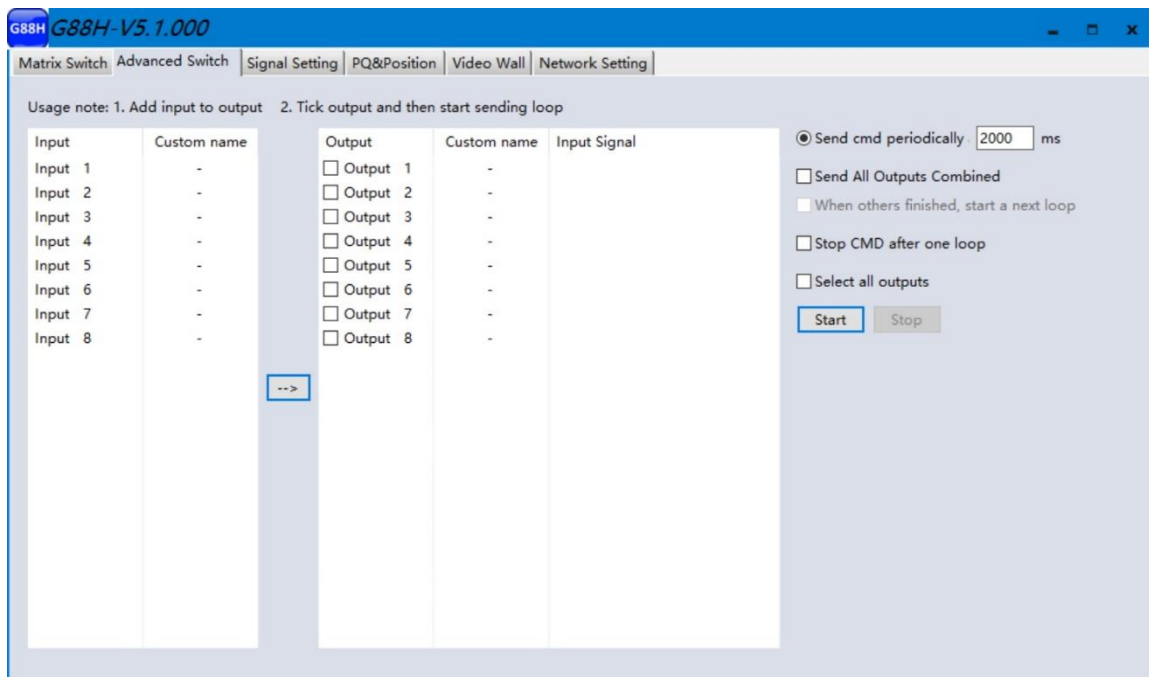 G88H G88H-V5.1.000
Matrix Switch Advanced Switch Signal Setting PQ&Position Video Wall Network Setting
Usage note: 1. Add input to output 2. Tick output and then start sending loop
Input Custom name
Input 1 -
Input 2 -
Input 3 -
Input 4 -
Input 5 -
Input 6 -
Input 7 -
Input 8 -
-->
Output Custom name Input Signal
Output 1 -
Output 2 -
Output 3 -
Output 4 -
Output 5 -
Output 6 -
Output 7 -
Output 8 -
Send cmd periodically 2000 ms
Send All Outputs Combined
When others finished, start a next loop
Stop CMD after one loop
Select all outputs
Start Stop